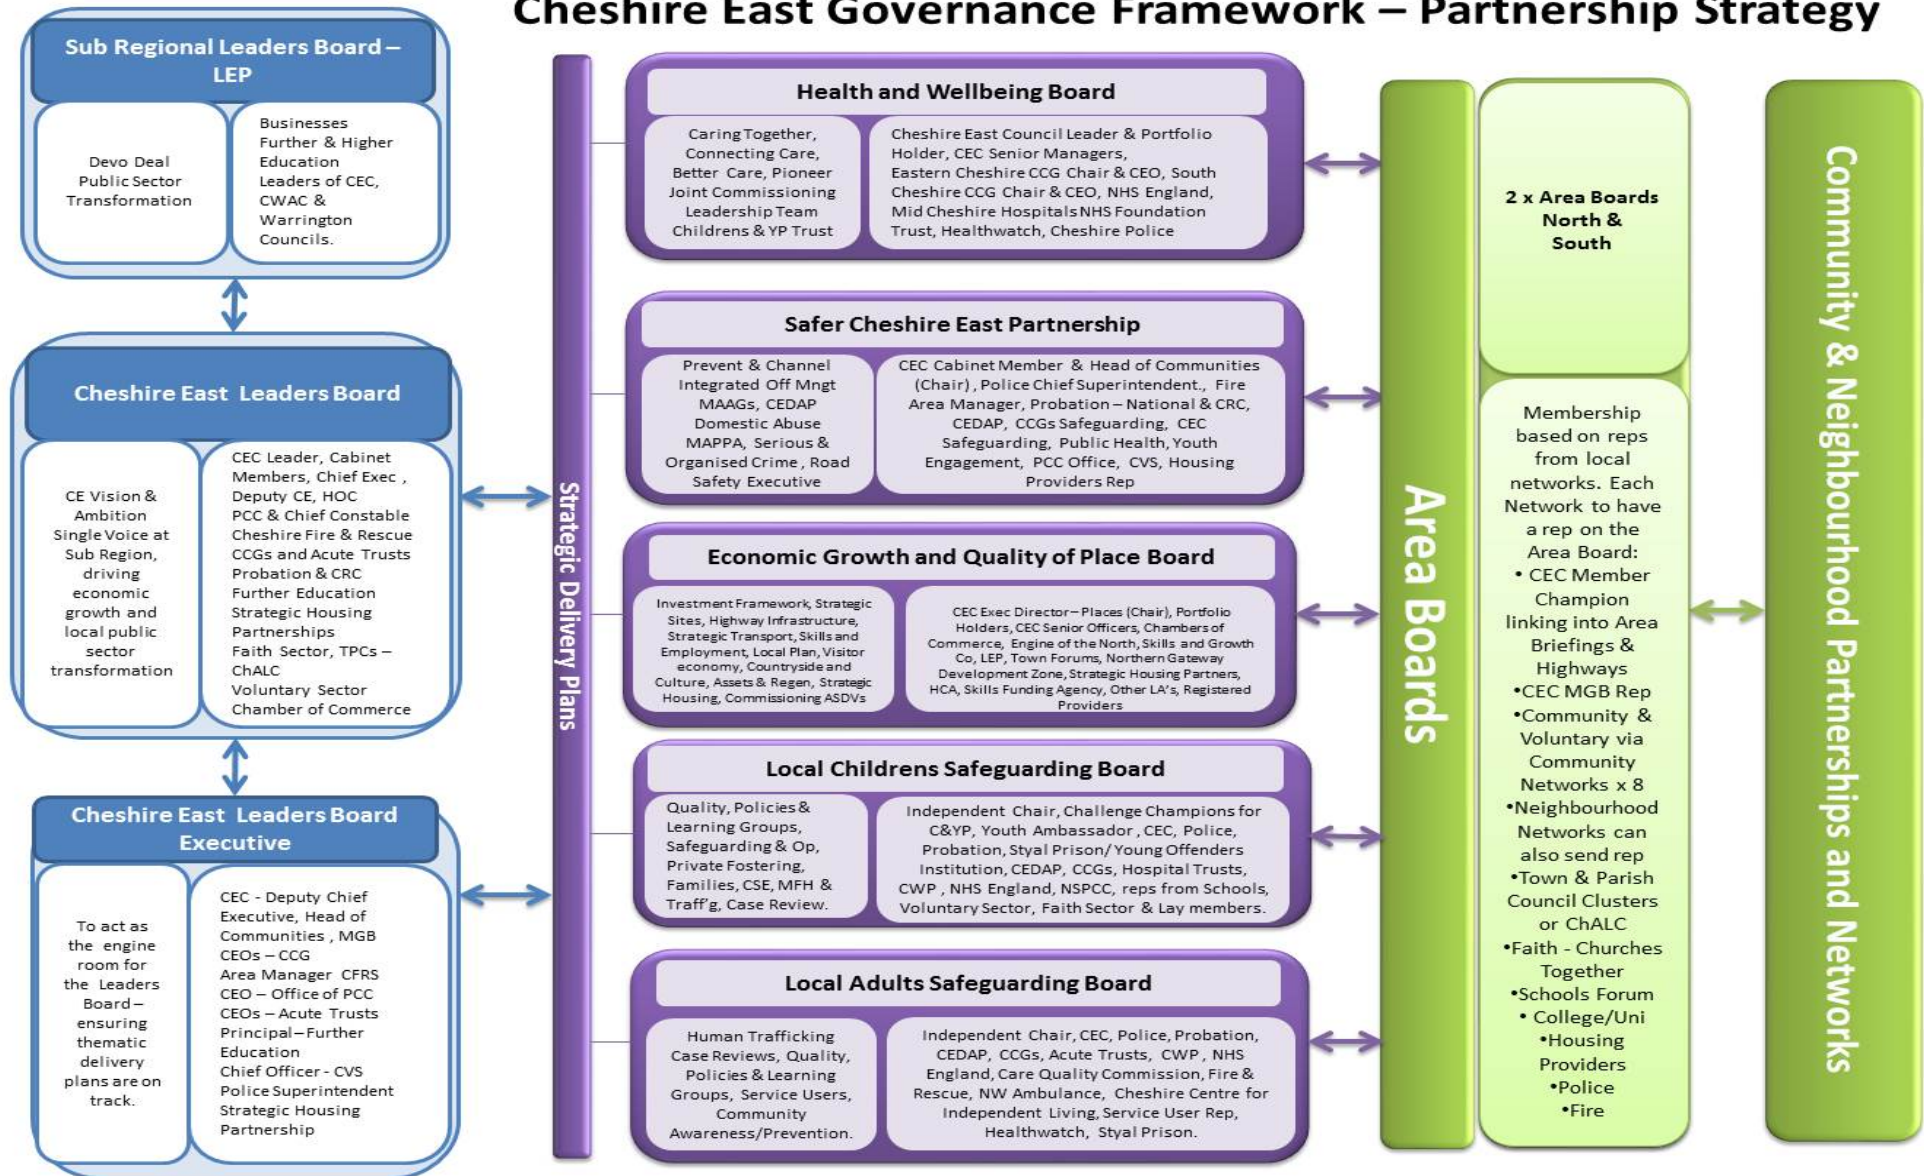 Cheshire East Governance Framework – Partnership Strategy
Sub Regional Leaders Board –
LEP
Devo Deal
Public Sector
Transformation
Businesses
Further & Higher
Education
Leaders of CEC,
CWAC &
Warrington
Councils.
Cheshire East Leaders Board
CE Vision &
Ambition
Single Voice at
Sub Region,
driving
economic
growth and
local public
sector
transformation
CEC Leader, Cabinet
Members, Chief Exec ,
Deputy CE, HOC
PCC & Chief Constable
Cheshire Fire & Rescue
CCGs and Acute Trusts
Probation & CRC
Further Education
Strategic Housing
Partnerships
Faith Sector, TPCs –
ChALC
Voluntary Sector
Chamber of Commerce
Cheshire East Leaders Board
Executive
To act as
the engine
room for
the Leaders
Board –
ensuring
thematic
delivery
plans are on
track.
CEC - Deputy Chief
Executive, Head of
Communities , MGB
CEOs – CCG
Area Manager CFRS
CEO – Office of PCC
CEOs – Acute Trusts
Principal – Further
Education
Chief Officer - CVS
Police Superintendent
Strategic Housing
Partnership
Strategic Delivery Plans
Health and Wellbeing Board
Caring Together,
Connecting Care,
Better Care, Pioneer
Joint Commissioning
Leadership Team
Childrens & YP Trust
Cheshire East Council Leader & Portfolio
Holder, CEC Senior Managers,
Eastern Cheshire CCG Chair & CEO, South
Cheshire CCG Chair & CEO, NHS England,
Mid Cheshire Hospitals NHS Foundation
Trust, Healthwatch, Cheshire Police
Safer Cheshire East Partnership
Prevent & Channel
Integrated Off Mngt
MAAGs, CEDAP
Domestic Abuse
MAPPA, Serious &
Organised Crime , Road
Safety Executive
CEC Cabinet Member & Head of Communities
(Chair) , Police Chief Superintendent., Fire
Area Manager, Probation – National & CRC,
CEDAP, CCGs Safeguarding, CEC
Safeguarding, Public Health, Youth
Engagement, PCC Office, CVS, Housing
Providers Rep
Economic Growth and Quality of Place Board
Investment Framework, Strategic
Sites, Highway Infrastructure,
Strategic Transport, Skills and
Employment, Local Plan, Visitor
economy, Countryside and
Culture, Assets & Regen, Strategic
Housing, Commissioning ASDVs
CEC Exec Director – Places (Chair), Portfolio
Holders, CEC Senior Officers, Chambers of
Commerce, Engine of the North, Skills and Growth
Co, LEP, Town Forums, Northern Gateway
Development Zone, Strategic Housing Partners,
HCA, Skills Funding Agency, Other LA's, Registered
Providers
Local Childrens Safeguarding Board
Quality, Policies &
Learning Groups,
Safeguarding & Op,
Private Fostering,
Families, CSE, MFH &
Traff'g, Case Review.
Independent Chair, Challenge Champions for
C&YP, Youth Ambassador , CEC, Police,
Probation, Styal Prison/ Young Offenders
Institution, CEDAP, CCGs, Hospital Trusts,
CWP , NHS England, NSPCC, reps from Schools,
Voluntary Sector, Faith Sector & Lay members.
Local Adults Safeguarding Board
Human Trafficking
Case Reviews, Quality,
Policies & Learning
Groups, Service Users,
Community
Awareness/Prevention.
Independent Chair, CEC, Police, Probation,
CEDAP, CCGs, Acute Trusts, CWP , NHS
England, Care Quality Commission, Fire &
Rescue, NW Ambulance, Cheshire Centre for
Independent Living, Service User Rep,
Healthwatch, Styal Prison.
Area Boards
2 x Area Boards
North &
South
Membership
based on reps
from local
networks. Each
Network to have
a rep on the
Area Board:
• CEC Member
Champion
linking into Area
Briefings &
Highways
•CEC MGB Rep
•Community &
Voluntary via
Community
Networks x 8
•Neighbourhood
Networks can
also send rep
•Town & Parish
Council Clusters
or ChALC
•Faith - Churches
Together
•Schools Forum
• College/Uni
•Housing
Providers
•Police
•Fire
Community & Neighbourhood Partnerships and Networks